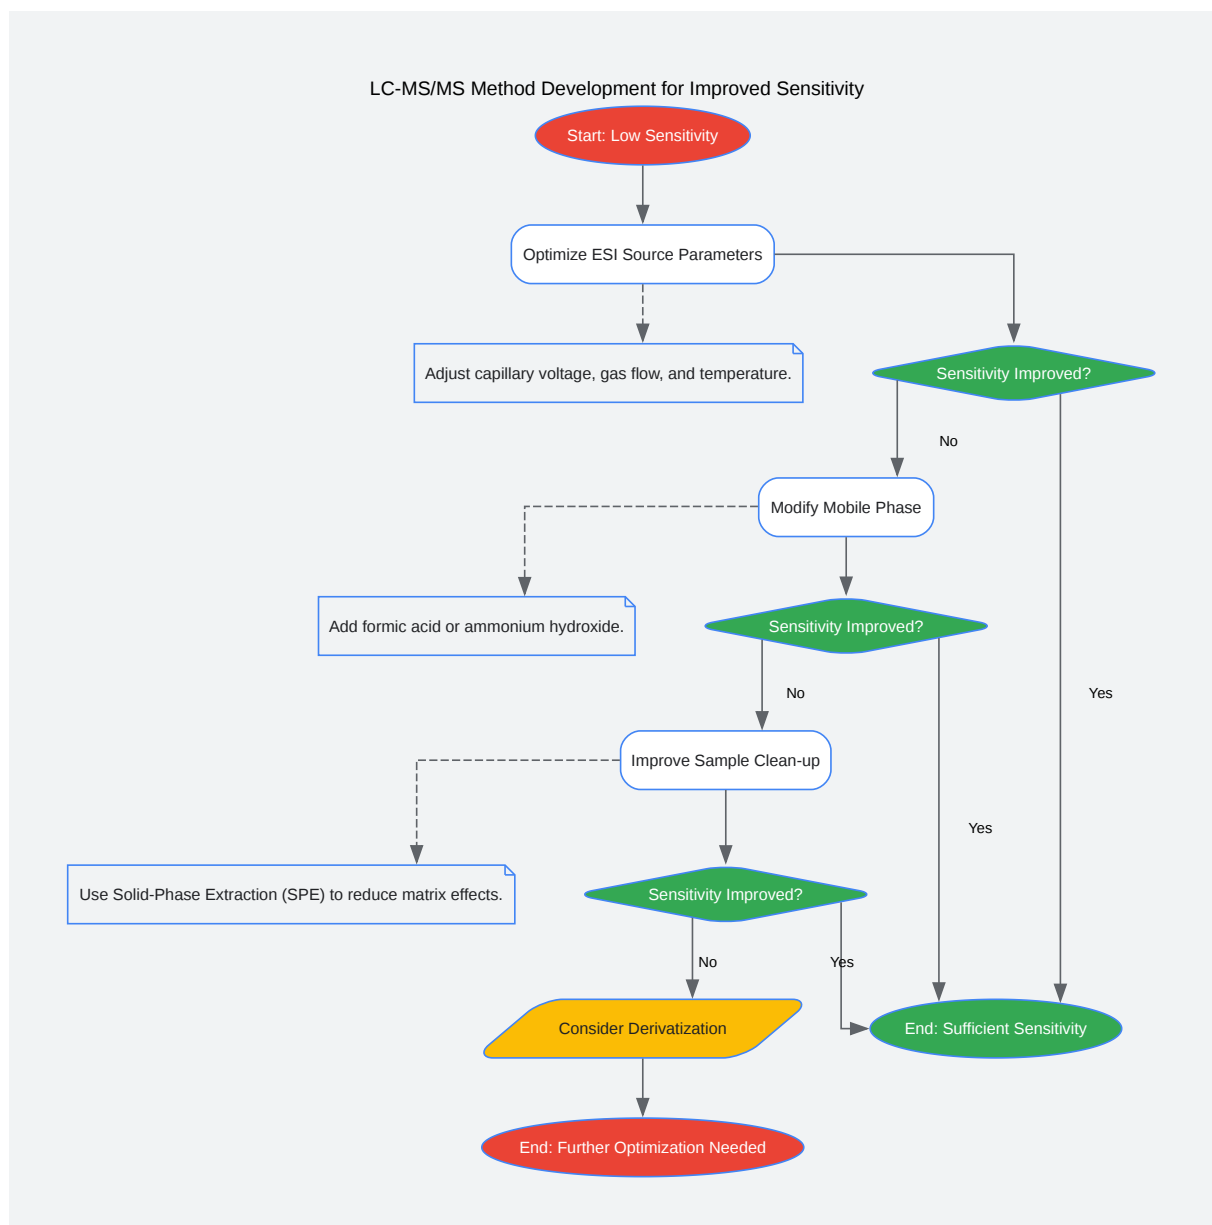 LC-MS/MS Method Development for Improved Sensitivity
Start: Low Sensitivity
Optimize ESI Source Parameters
Adjust capillary voltage, gas flow, and temperature.
Sensitivity Improved?
No
Modify Mobile Phase
Add formic acid or ammonium hydroxide.
Sensitivity Improved?
No
Yes
Improve Sample Clean-up
Yes
Use Solid-Phase Extraction (SPE) to reduce matrix effects.
Sensitivity Improved?
No
Yes
Consider Derivatization
End: Sufficient Sensitivity
End: Further Optimization Needed